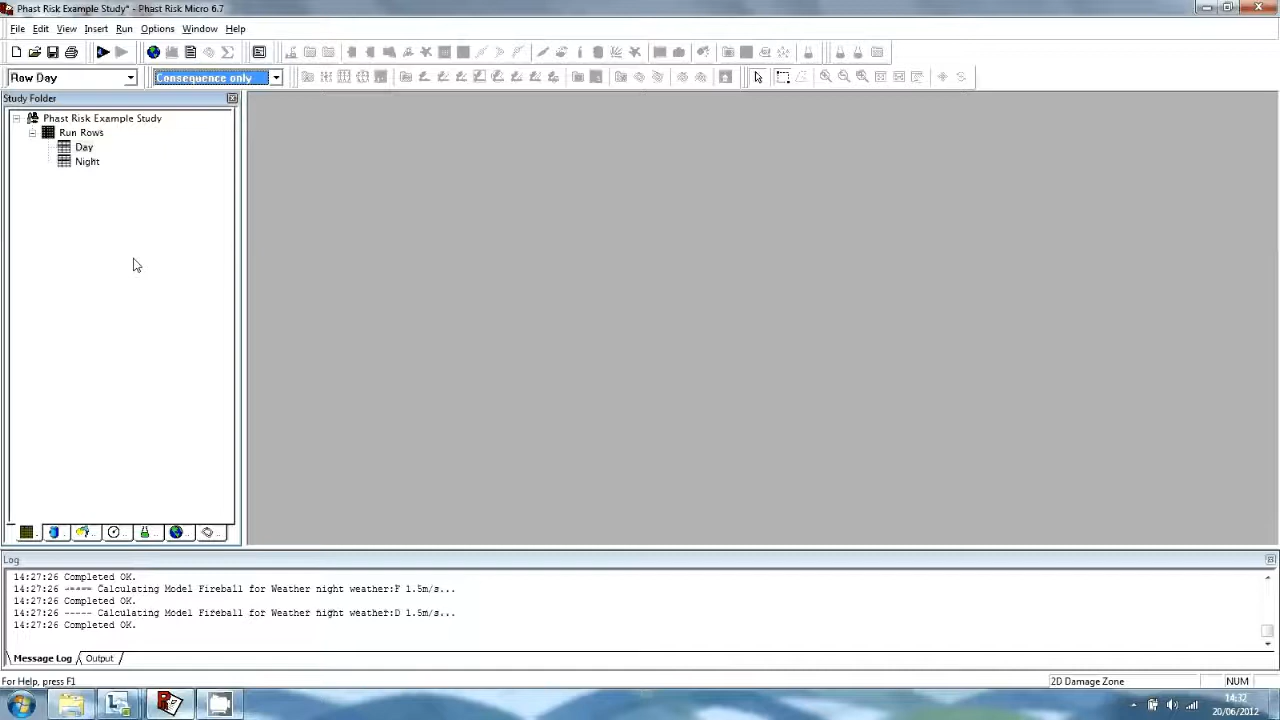 Phast Risk Example Study* - Phast Risk Micro 6.7
File Edit View Insert Run Options Window Help
Row Day
Consequence only
Study Folder
Phast Risk Example Study
Run Rows
Day
Night
Log
14:27:26 Completed OK.
14:27:26 ----- Calculating Model Fireball for Weather night weather:F 1.5m/s...
14:27:26 Completed OK.
14:27:26 ----- Calculating Model Fireball for Weather night weather:D 1.5m/s...
14:27:26 Completed OK.
Message Log Output
For Help, press F1
2D Damage Zone
NUM
14:32
20/06/2012